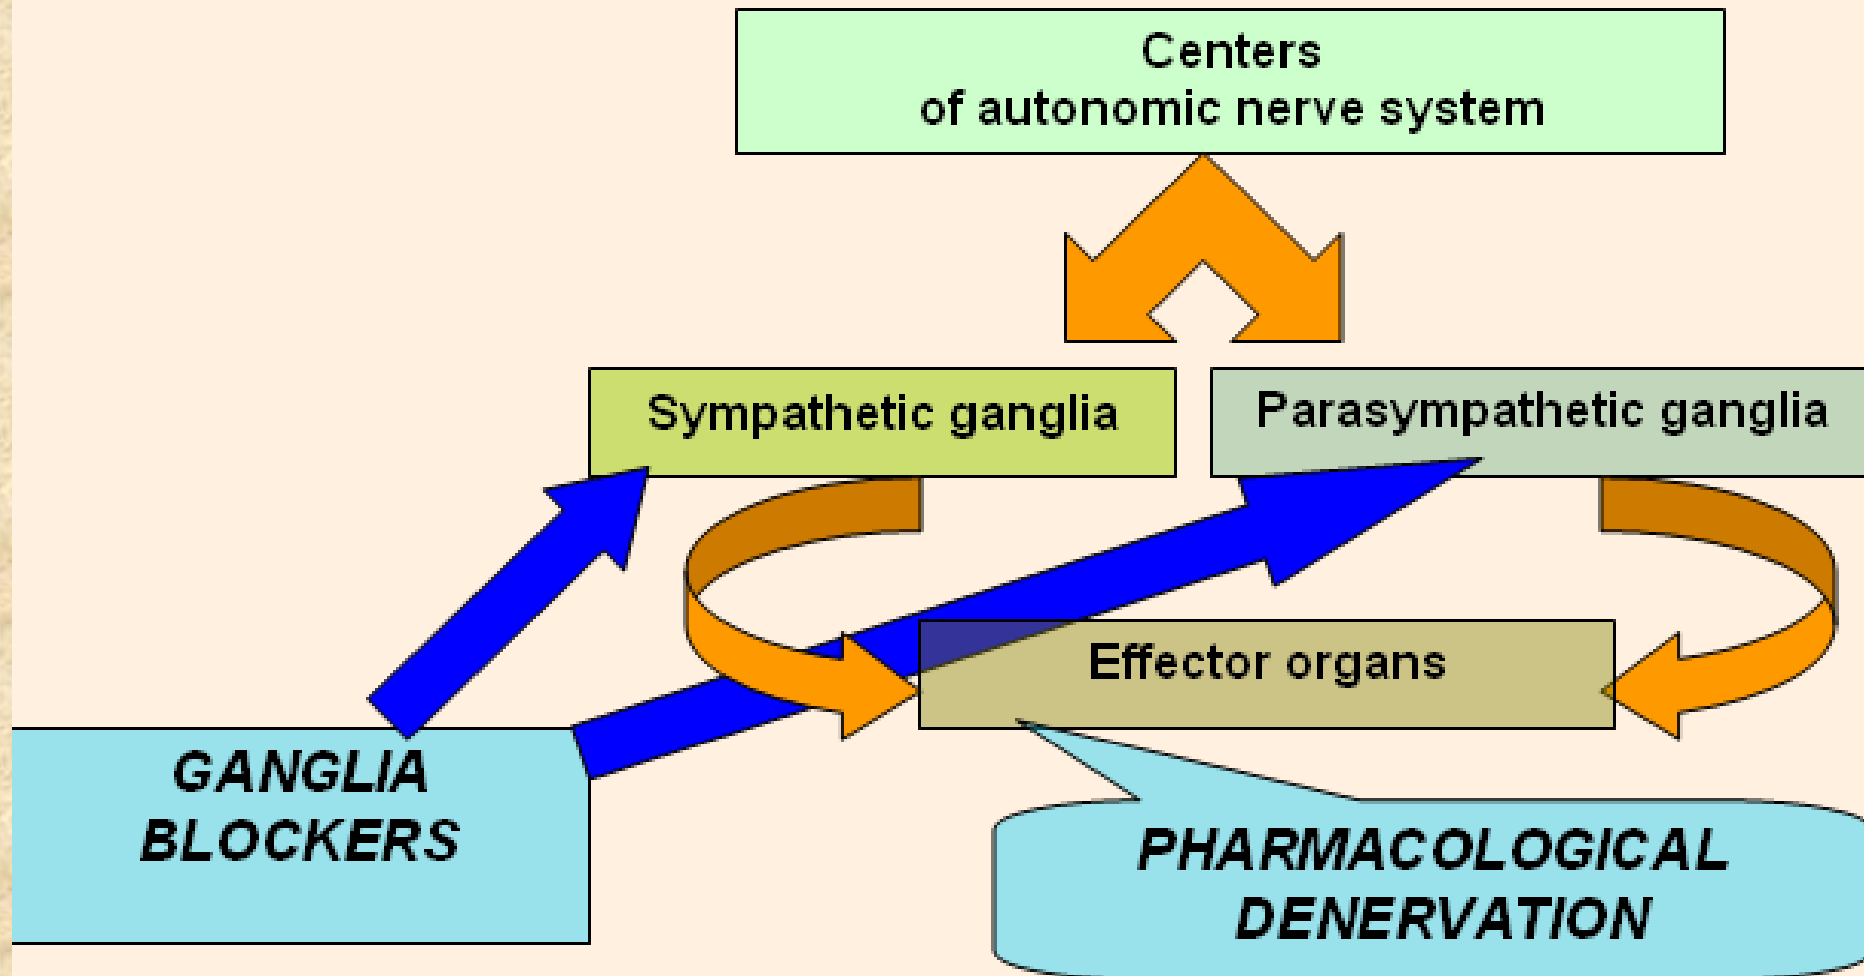 Centers
of autonomic nerve system
Sympathetic ganglia
Parasympathetic ganglia
Effector organs
GANGLIA
BLOCKERS
PHARMACOLOGICAL
DENERVATION